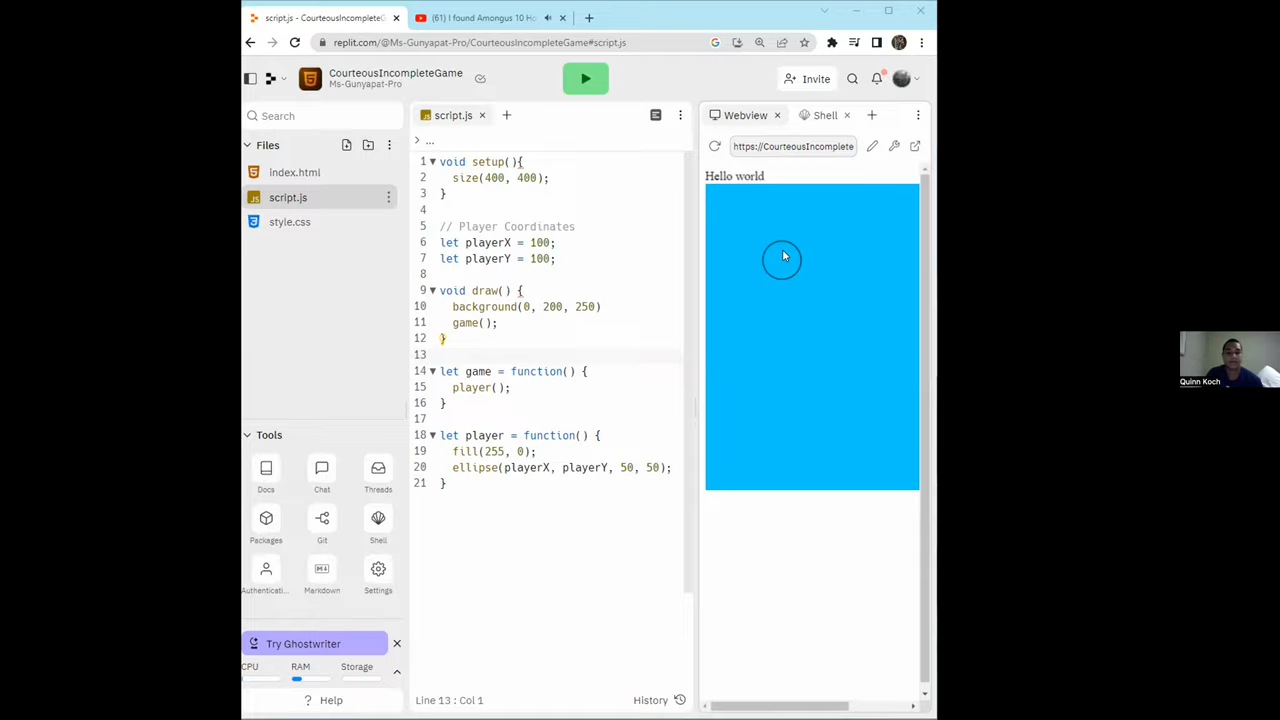 script.js - CourteousIncompleteG
(61) I found Amongus 10 Ho
replit.com/@Ms-Gunyapat-Pro/CourteousIncompleteGame#script.js
CourteousIncompleteGame
Ms-Gunyapat-Pro
Invite
Search
Files
index.html
script.js
style.css
Tools
Docs
Chat
Threads
Packages
Git
Shell
Authenticati...
Markdown
Settings
Try Ghostwriter
CPU
RAM
Storage
? Help
script.js
> ...
1 void setup(){
2 size(400, 400);
3 }
4
5 // Player Coordinates
6 let playerX = 100;
7 let playerY = 100;
8
9 void draw() {
10 background(0, 200, 250)
11 game();
12 }
13
14 let game = function() {
15 player();
16 }
17
18 let player = function() {
19 fill(255, 0);
20 ellipse(playerX, playerY, 50, 50);
21 }
Line 13 : Col 1
History
Webview
Shell
https://CourteousIncomplete
Hello world
Quinn Koch